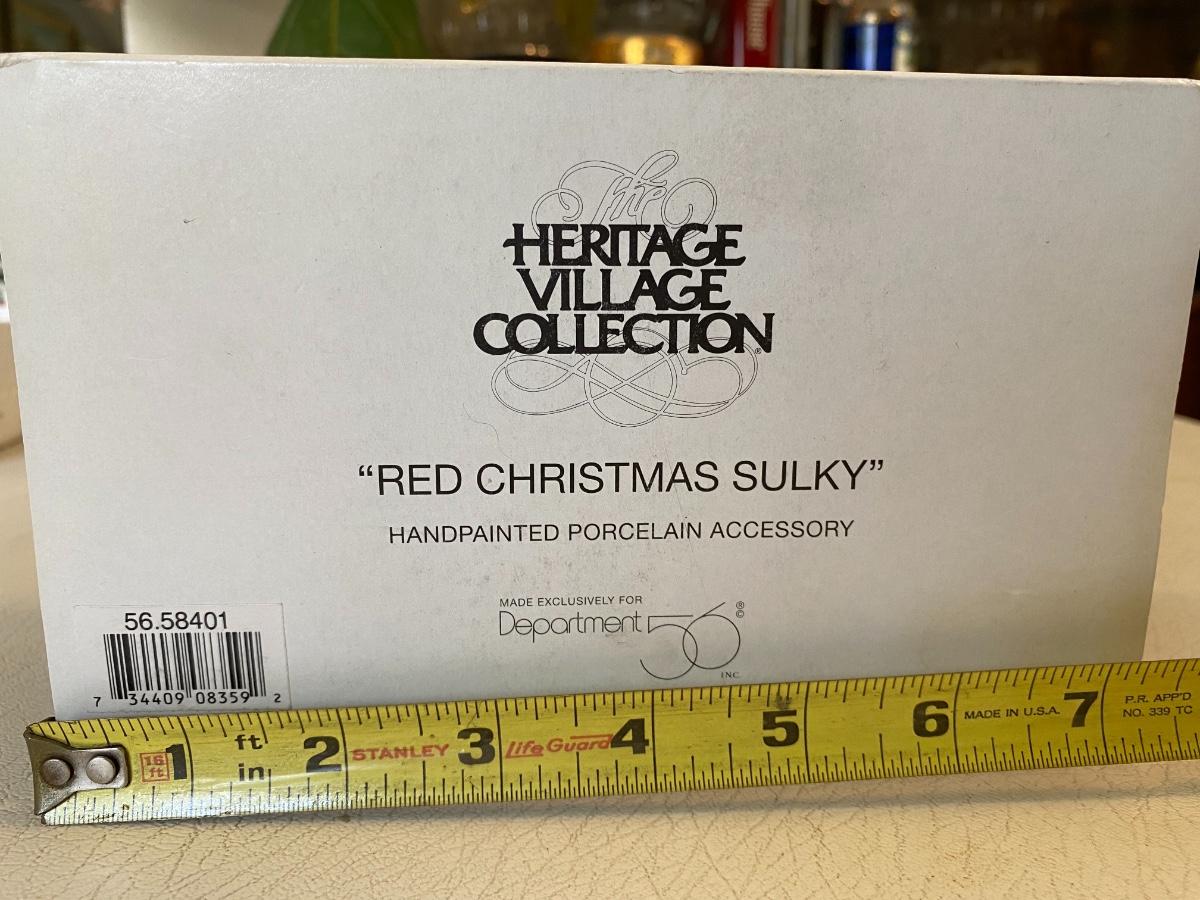 The
HERITAGE
VILLAGE
COLLECTION®
“RED CHRISTMAS SULKY”
HANDPAINTED PORCELAIN ACCESSORY
MADE EXCLUSIVELY FOR
Department 56 ® ©
INC.
56.58401
7 34409 08359 2
16 ft 1 ft in 2 STANLEY 3 Life Guard 4 5 6 MADE IN U.S.A. 7 P.R. APP'D
NO. 339 TC